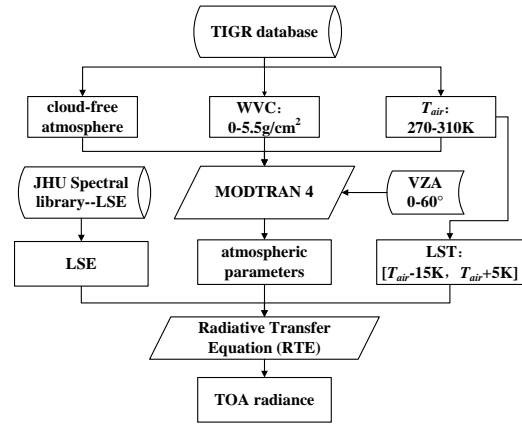 TIGR database
cloud-free
atmosphere
WVC：
0-5.5g/cm²
Tair：
270-310K
JHU Spectral
library--LSE
MODTRAN 4
VZA
0-60°
LSE
atmospheric
parameters
LST：
[Tair-15K，Tair+5K]
Radiative Transfer
Equation (RTE)
TOA radiance